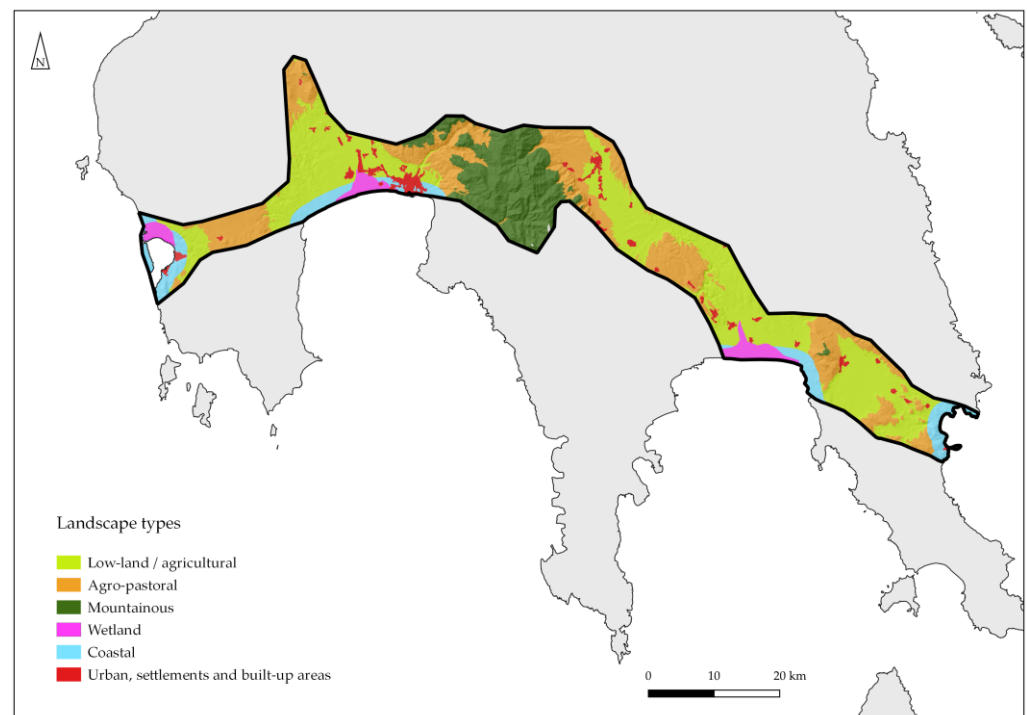 N
Landscape types
Low-land / agricultural
Agro-pastoral
Mountainous
Wetland
Coastal
Urban, settlements and built-up areas
0 10 20 km